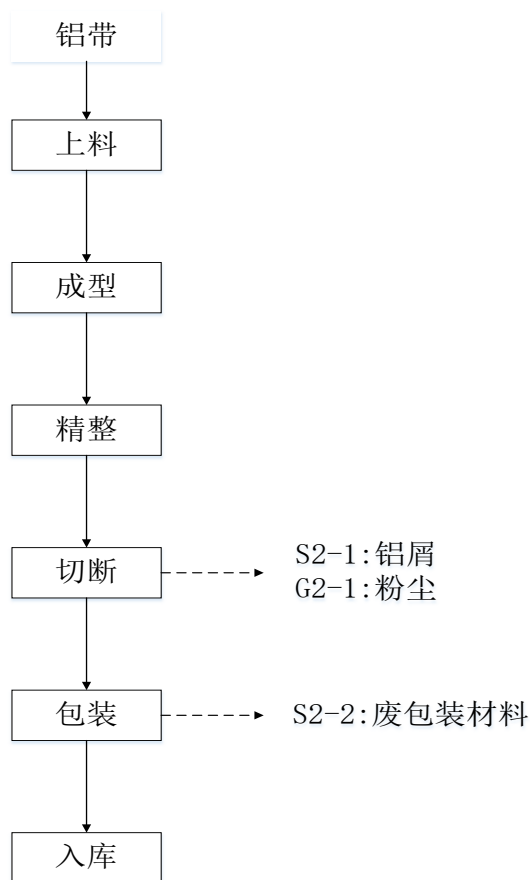 铝带
上料
成型
精整
切断
S2-1:铝屑
G2-1:粉尘
包装
S2-2:废包装材料
入库